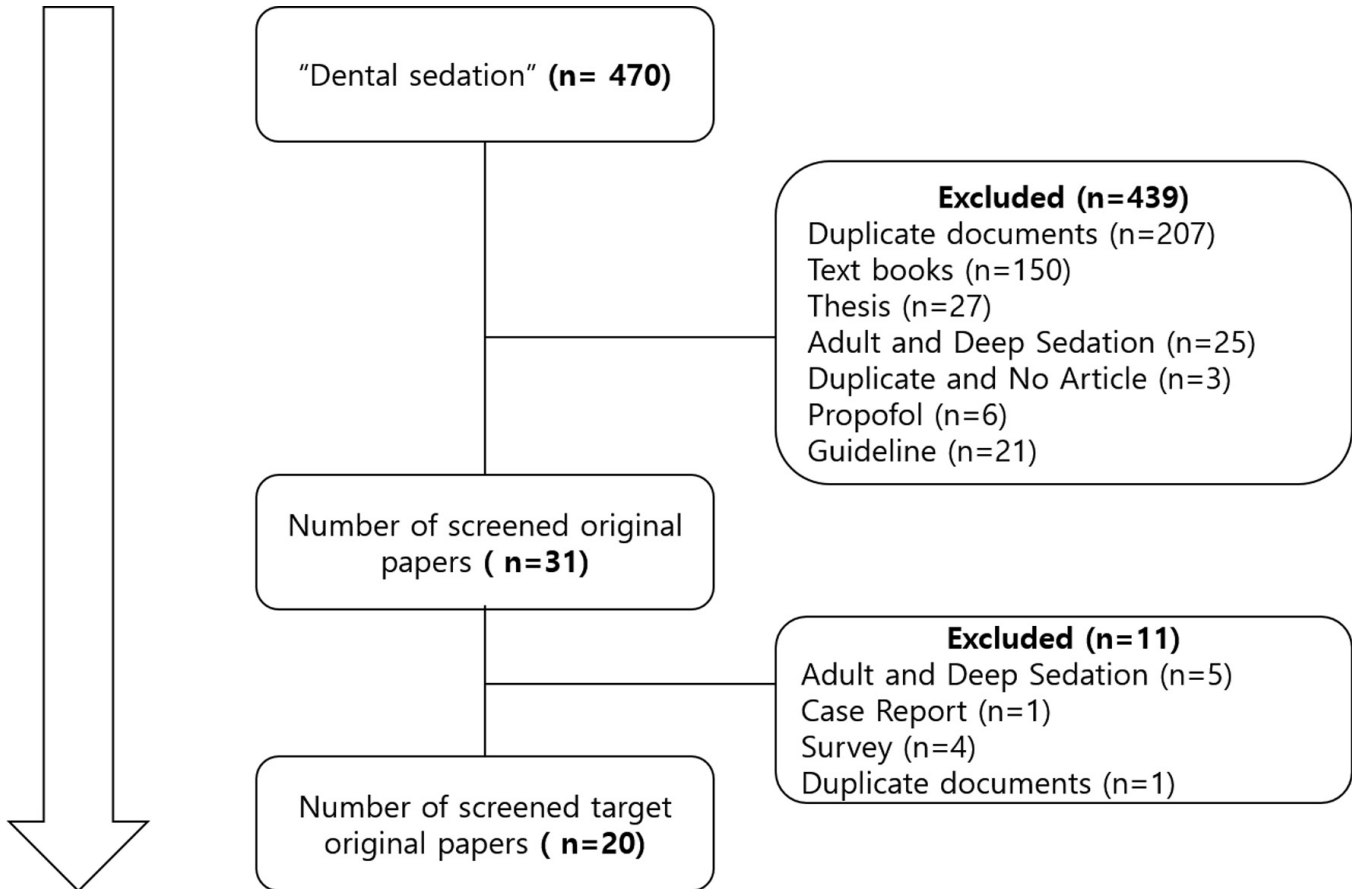 “Dental sedation” (n= 470)
Excluded (n=439)
Duplicate documents (n=207)
Text books (n=150)
Thesis (n=27)
Adult and Deep Sedation (n=25)
Duplicate and No Article (n=3)
Propofol (n=6)
Guideline (n=21)
Number of screened original
papers ( n=31)
Excluded (n=11)
Adult and Deep Sedation (n=5)
Case Report (n=1)
Survey (n=4)
Duplicate documents (n=1)
Number of screened target
original papers ( n=20)